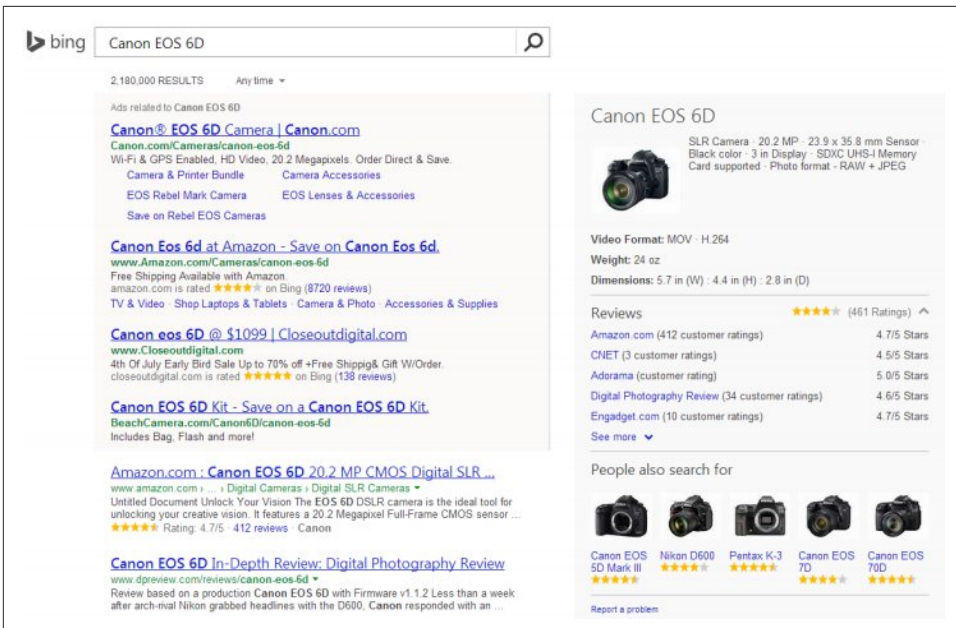 bing
Canon EOS 6D
2,180,000 RESULTS Any time
Ads related to Canon EOS 6D
Canon® EOS 6D Camera | Canon.com
Canon.com/Cameras/canon-eos-6d
Wi-Fi & GPS Enabled, HD Video, 20.2 Megapixels. Order Direct & Save.
Camera & Printer Bundle Camera Accessories
EOS Rebel Mark Camera EOS Lenses & Accessories
Save on Rebel EOS Cameras
Canon Eos 6d at Amazon - Save on Canon Eos 6d.
www.Amazon.com/Cameras/canon-eos-6d
Free Shipping Available with Amazon.
amazon.com is rated ★★★★☆ on Bing (8720 reviews)
TV & Video · Shop Laptops & Tablets · Camera & Photo · Accessories & Supplies
Canon eos 6D @ $1099 | Closeoutdigital.com
www.Closeoutdigital.com
4th Of July Early Bird Sale Up to 70% off +Free Shippig& Gift W/Order.
closeoutdigital.com is rated ★★★★★ on Bing (138 reviews)
Canon EOS 6D Kit - Save on a Canon EOS 6D Kit.
BeachCamera.com/Canon6D/canon-eos-6d
Includes Bag, Flash and more!
Amazon.com : Canon EOS 6D 20.2 MP CMOS Digital SLR ...
www.amazon.com › ... › Digital Cameras › Digital SLR Cameras
Untitled Document Unlock Your Vision The EOS 6D DSLR camera is the ideal tool for
unlocking your creative vision. It features a 20.2 Megapixel Full-Frame CMOS sensor ...
Rating: 4.7/5 · 412 reviews · Canon
Canon EOS 6D In-Depth Review: Digital Photography Review
www.dpreview.com/reviews/canon-eos-6d
Review based on a production Canon EOS 6D with Firmware v1.1.2 Less than a week
after arch-rival Nikon grabbed headlines with the D600, Canon responded with an ...
Canon EOS 6D
SLR Camera · 20.2 MP · 23.9 x 35.8 mm Sensor ·
Black color · 3 in Display · SDXC UHS-I Memory
Card supported · Photo format - RAW + JPEG
Video Format: MOV · H.264
Weight: 24 oz
Dimensions: 5.7 in (W) : 4.4 in (H) : 2.8 in (D)
Reviews (461 Ratings)
Amazon.com (412 customer ratings) 4.7/5 Stars
CNET (3 customer ratings) 4.5/5 Stars
Adorama (customer rating) 5.0/5 Stars
Digital Photography Review (34 customer ratings) 4.6/5 Stars
Engadget.com (10 customer ratings) 4.7/5 Stars
See more
People also search for
Canon EOS Nikon D600 Pentax K-3 Canon EOS Canon EOS
5D Mark III 7D 70D
Report a problem